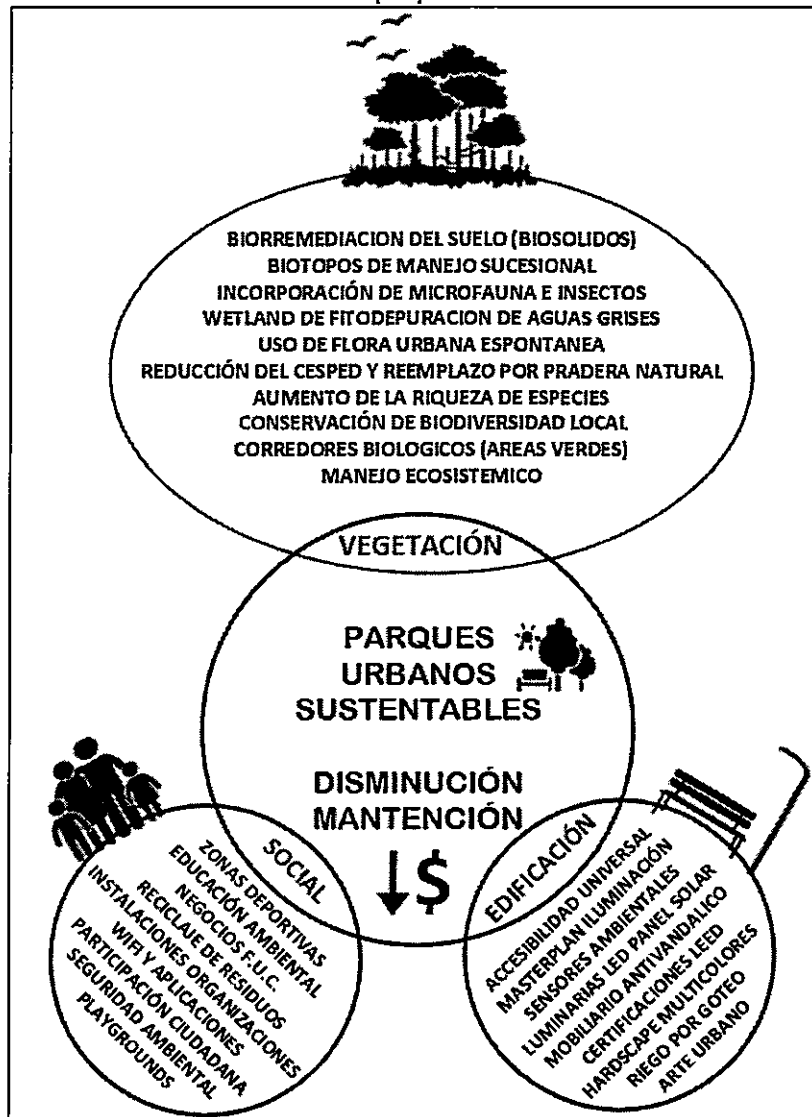 BIORREMEDIACION DEL SUELO (BIOSOLIDOS)
BIOTOPOS DE MANEJO SUCESIONAL
INCORPORACIÓN DE MICROFAUNA E INSECTOS
WETLAND DE FITODEPURACION DE AGUAS GRISES
USO DE FLORA URBANA ESPONTANEA
REDUCCIÓN DEL CESPED Y REEMPLAZO POR PRADERA NATURAL
AUMENTO DE LA RIQUEZA DE ESPECIES
CONSERVACIÓN DE BIODIVERSIDAD LOCAL
CORREDORES BIOLOGICOS (AREAS VERDES)
MANEJO ECOSISTEMICO
VEGETACIÓN
PARQUES
URBANOS
SUSTENTABLES
DISMINUCIÓN
MANTENCIÓN
$
SOCIAL
ZONAS DEPORTIVAS
EDUCACIÓN AMBIENTAL
NEGOCIOS F.U.C.
RECICLAJE DE RESIDUOS
INSTALACIONES ORGANIZACIONES
WIFI Y APLICACIONES
PARTICIPACIÓN CIUDADANA
SEGURIDAD AMBIENTAL
PLAYGROUNDS
EDIFICACIÓN
ACCESIBILIDAD UNIVERSAL
MASTERPLAN ILUMINACIÓN
SENSORES AMBIENTALES
LUMINARIAS LED PANEL SOLAR
MOBILIARIO ANTIVANDALICO
CERTIFICACIONES LEED
HARDSCAPE MULTICOLORES
RIEGO POR GOTEO
ARTE URBANO